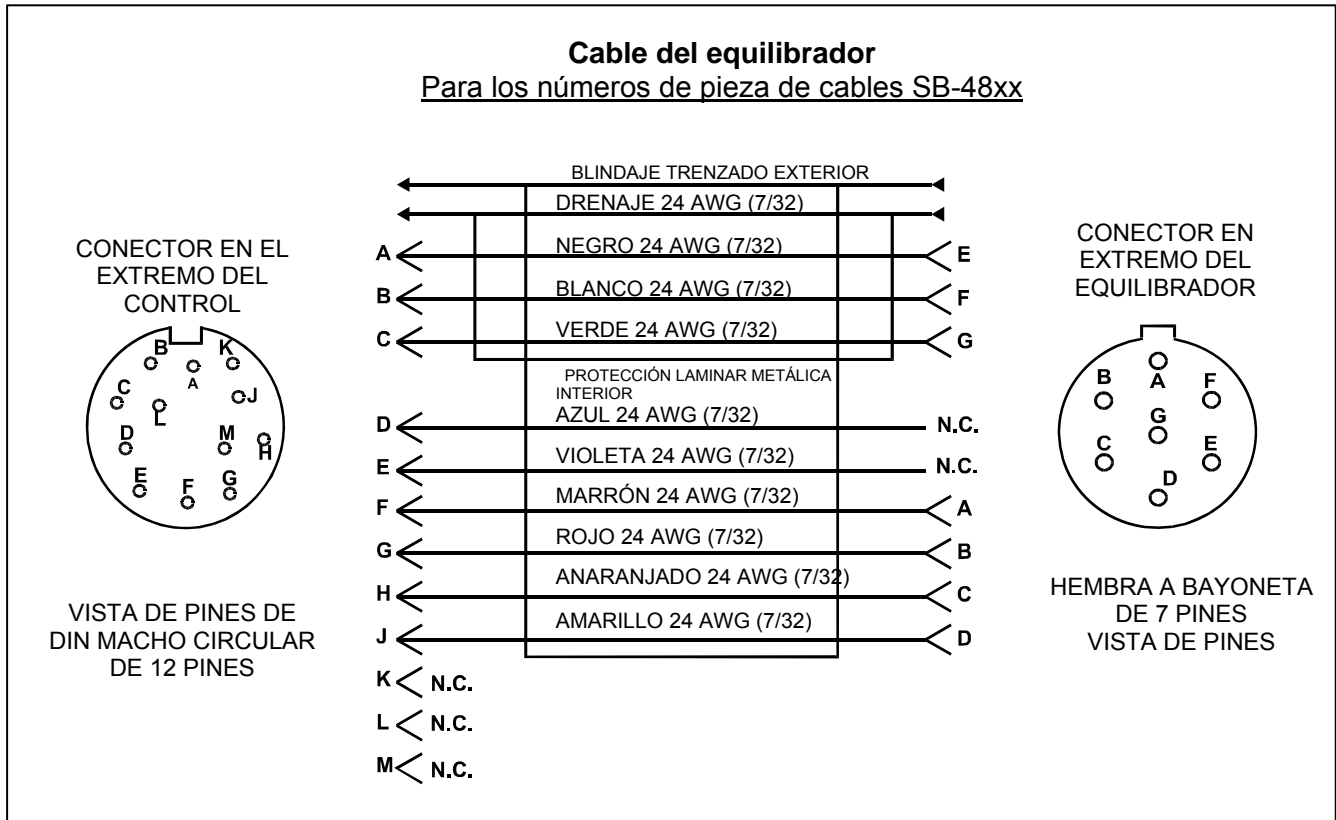 Cable del equilibrador
Para los números de pieza de cables SB-48xx
BLINDAJE TRENZADO EXTERIOR
DRENAJE 24 AWG (7/32)
A NEGRO 24 AWG (7/32) E
B BLANCO 24 AWG (7/32) F
C VERDE 24 AWG (7/32) G
PROTECCIÓN LAMINAR METÁLICA
INTERIOR
D AZUL 24 AWG (7/32) N.C.
E VIOLETA 24 AWG (7/32) N.C.
F MARRÓN 24 AWG (7/32) A
G ROJO 24 AWG (7/32) B
H ANARANJADO 24 AWG (7/32) C
J AMARILLO 24 AWG (7/32) D
K N.C.
L N.C.
M N.C.
CONECTOR EN EL
EXTREMO DEL
CONTROL
B K
A
C J
L
D M H
E F G
VISTA DE PINES DE
DIN MACHO CIRCULAR
DE 12 PINES
CONECTOR EN
EXTREMO DEL
EQUILIBRADOR
B A F
G
C E
D
HEMBRA A BAYONETA
DE 7 PINES
VISTA DE PINES